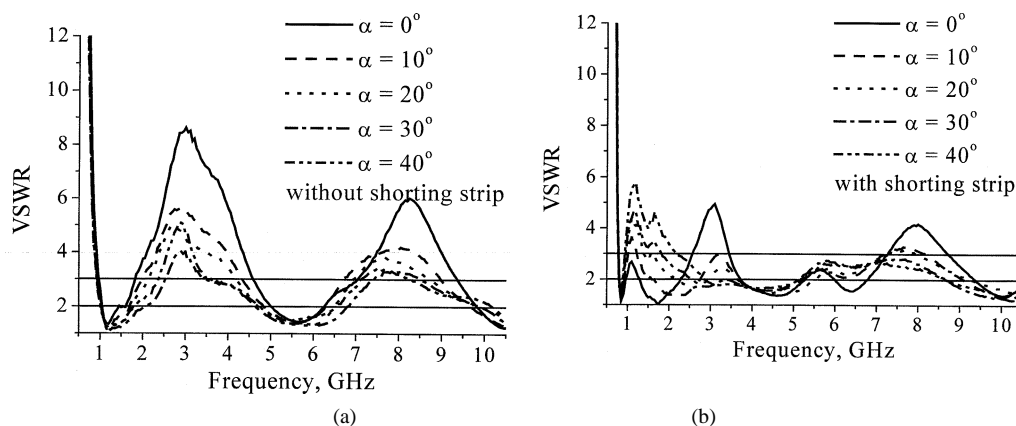 12
10
8
6
4
2
VSWR
α = 0°
α = 10°
α = 20°
α = 30°
α = 40°
without shorting strip
1 2 3 4 5 6 7 8 9 10
Frequency, GHz
(a)
12
10
8
6
4
2
VSWR
α = 0°
α = 10°
α = 20°
α = 30°
α = 40°
with shorting strip
1 2 3 4 5 6 7 8 9 10
Frequency, GHz
(b)